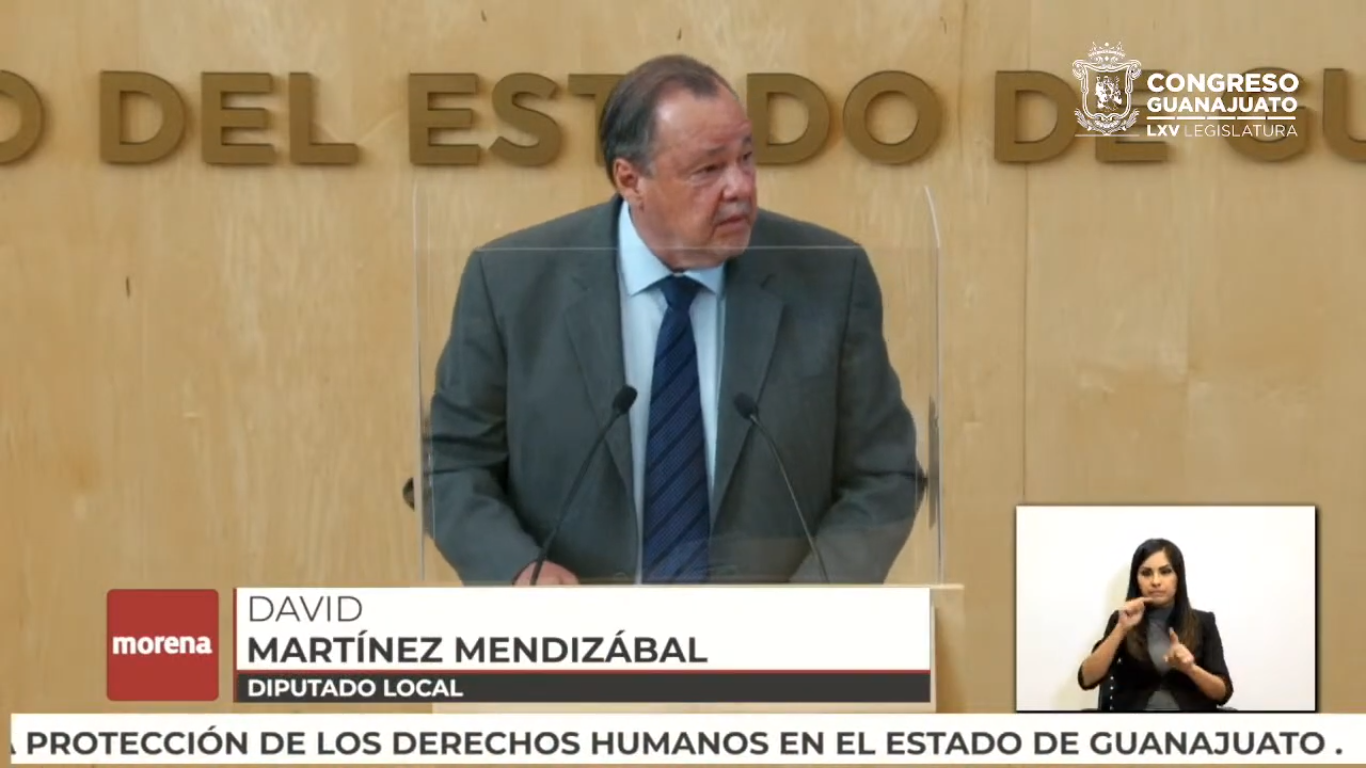 O DEL ESTADO DE GU
CONGRESO
GUANAJUATO
LXV LEGISLATURA
morena
DAVID
MARTÍNEZ MENDIZÁBAL
DIPUTADO LOCAL
PROTECCIÓN DE LOS DERECHOS HUMANOS EN EL ESTADO DE GUANAJUATO .